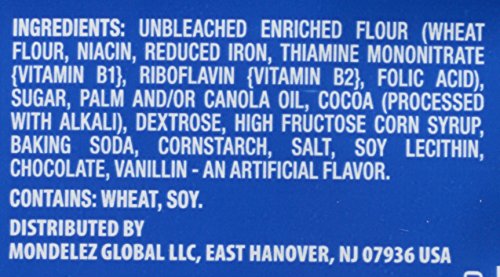 INGREDIENTS: UNBLEACHED ENRICHED FLOUR (WHEAT
FLOUR, NIACIN, REDUCED IRON, THIAMINE MONONITRATE
{VITAMIN B1}, RIBOFLAVIN {VITAMIN B2}, FOLIC ACID),
SUGAR, PALM AND/OR CANOLA OIL, COCOA (PROCESSED
WITH ALKALI), DEXTROSE, HIGH FRUCTOSE CORN SYRUP,
BAKING SODA, CORNSTARCH, SALT, SOY LECITHIN,
CHOCOLATE, VANILLIN - AN ARTIFICIAL FLAVOR.
CONTAINS: WHEAT, SOY.
DISTRIBUTED BY
MONDELEZ GLOBAL LLC, EAST HANOVER, NJ 07936 USA